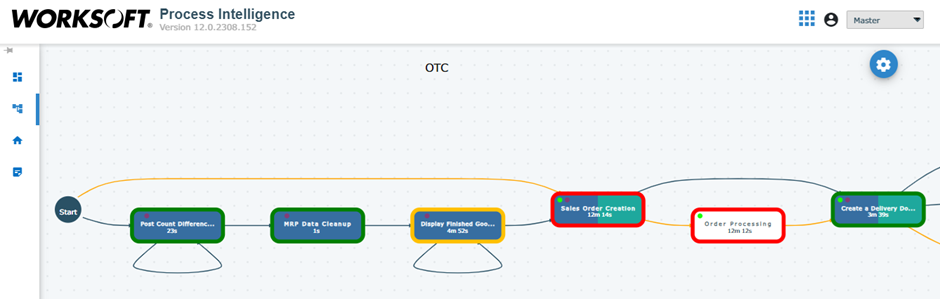 WORKSOFT® Process Intelligence
Version 12.0.2308.152
Master
OTC
Start
Post Count Differenc...
23s
MRP Data Cleanup
1s
Display Finished Goo...
4m 52s
Sales Order Creation
12m 14s
Order Processing
12m 12s
Create a Delivery Do...
3m 39s